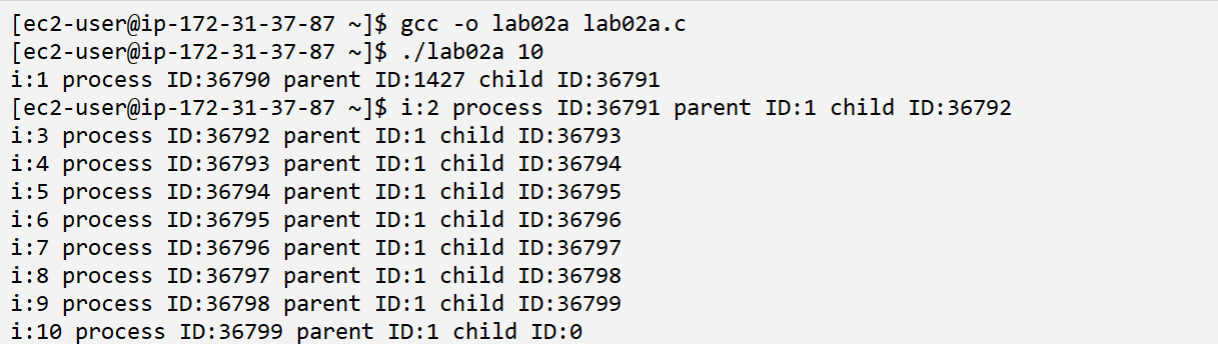 [ec2-user@ip-172-31-37-87 ~]$ gcc -o lab02a lab02a.c
[ec2-user@ip-172-31-37-87 ~]$ ./lab02a 10
i:1 process ID:36790 parent ID:1427 child ID:36791
[ec2-user@ip-172-31-37-87 ~]$ i:2 process ID:36791 parent ID:1 child ID:36792
i:3 process ID:36792 parent ID:1 child ID:36793
i:4 process ID:36793 parent ID:1 child ID:36794
i:5 process ID:36794 parent ID:1 child ID:36795
i:6 process ID:36795 parent ID:1 child ID:36796
i:7 process ID:36796 parent ID:1 child ID:36797
i:8 process ID:36797 parent ID:1 child ID:36798
i:9 process ID:36798 parent ID:1 child ID:36799
i:10 process ID:36799 parent ID:1 child ID:0